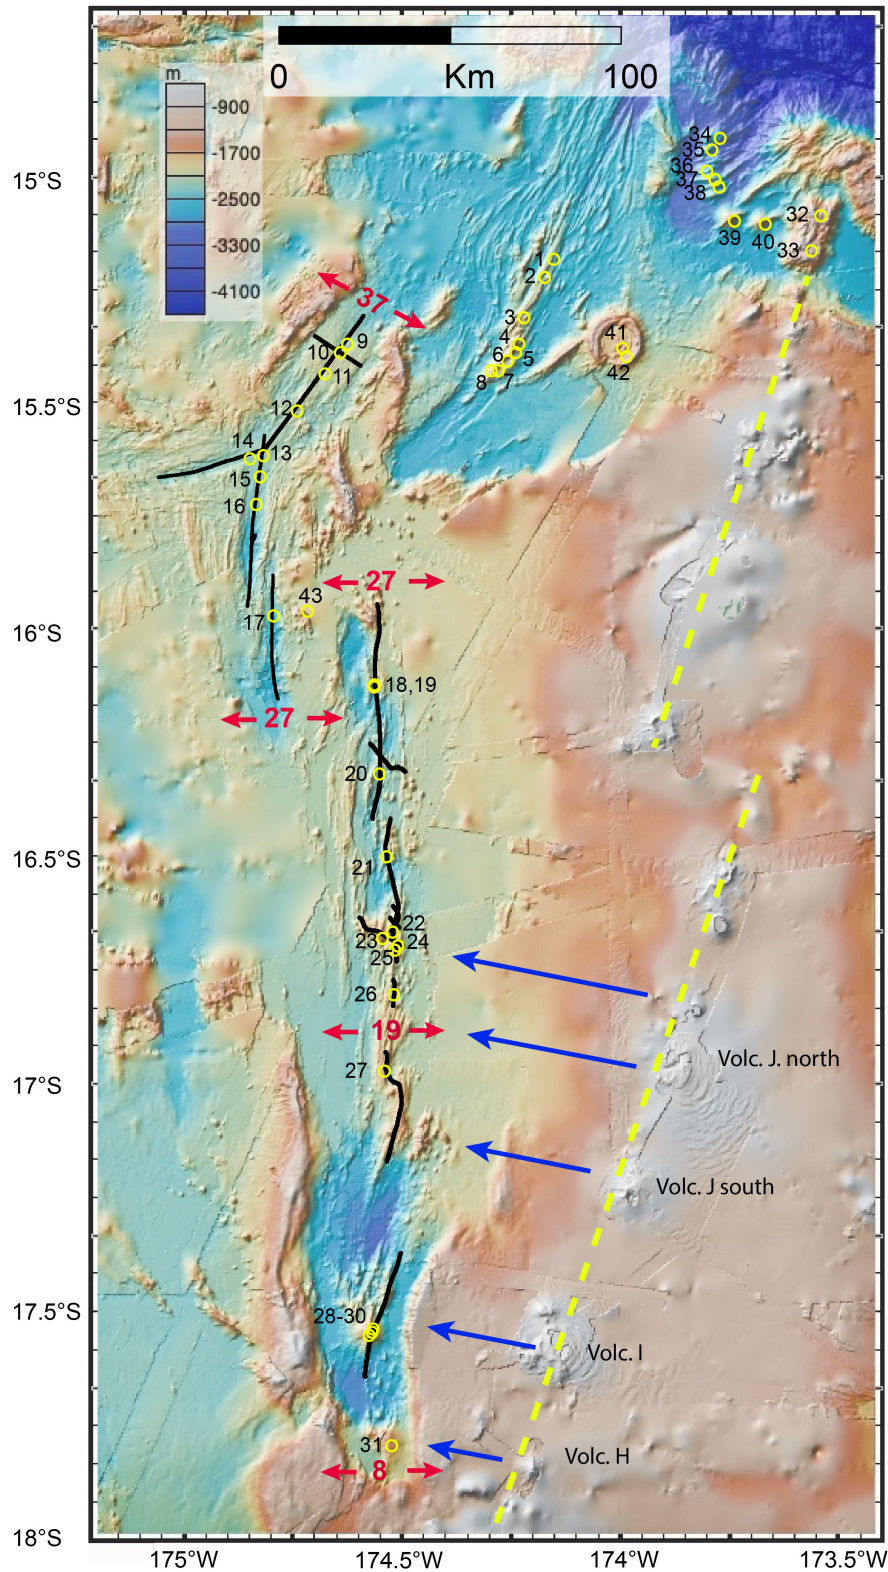 0 Km 100
m
-900
-1700
-2500
-3300
-4100
15°S
15.5°S
16°S
16.5°S
17°S
17.5°S
18°S
34
35
36
37
38
39
40
32
33
1
2
3
4
5
6
7
8
41
42
37
9
10
11
12
14
13
15
16
27
43
17
18,19
27
20
21
22
23
24
25
26
19
27
Volc. J. north
Volc. J south
28-30
Volc. I
31
8
Volc. H
175°W
174.5°W
174°W
173.5°W